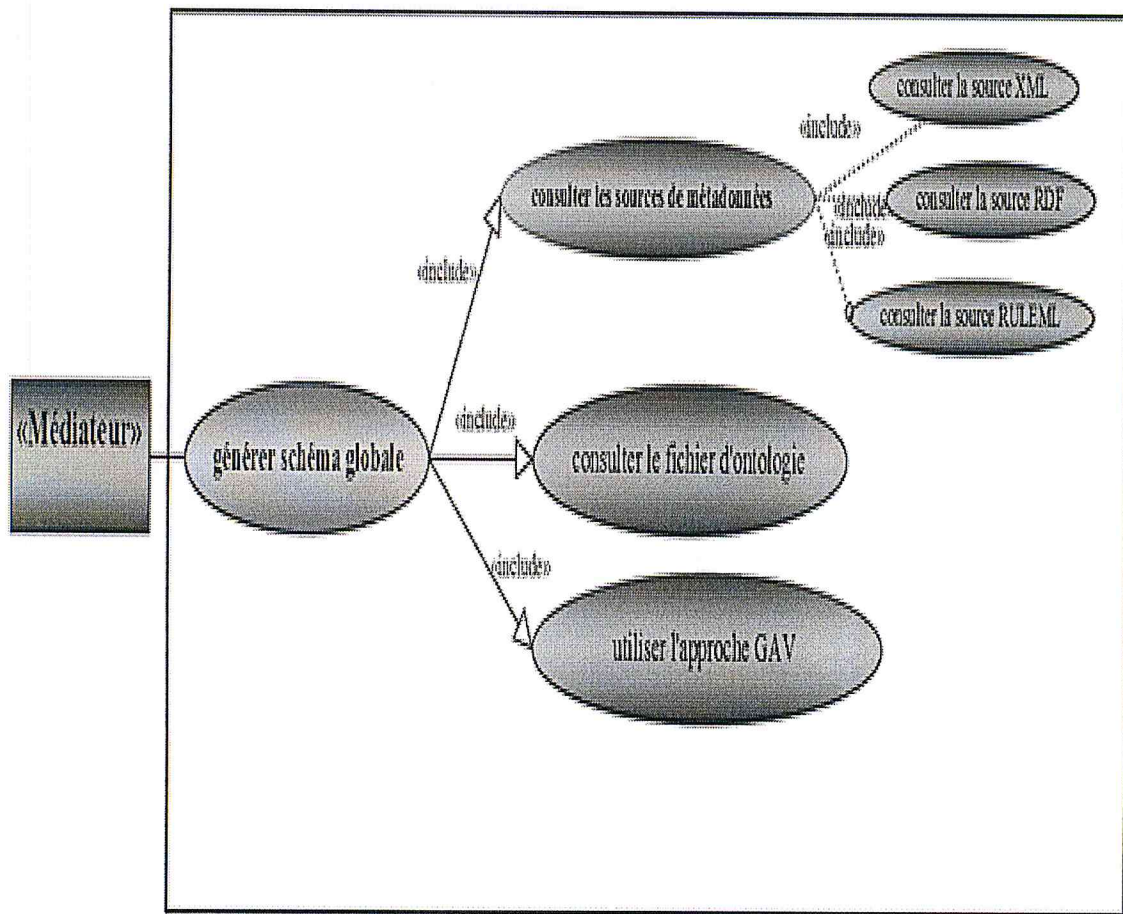 consulter la source XML
«include»
consulter les sources de métadonnées
«include»
consulter la source RDF
«include»
«include»
consulter la source RULEML
«Médiateur»
générer schéma globale
«include»
consulter le fichier d'ontologie
«include»
utiliser l'approche GAV